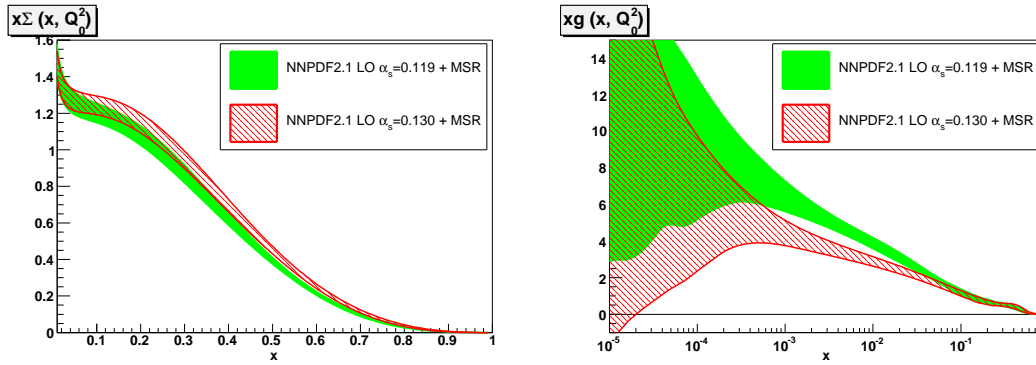 xΣ (x, Q₀²)
NNPDF2.1 LO αₛ=0.119 + MSR
NNPDF2.1 LO αₛ=0.130 + MSR
1.6
1.4
1.2
1
0.8
0.6
0.4
0.2
0
0.1 0.2 0.3 0.4 0.5 0.6 0.7 0.8 0.9 1
x
xg (x, Q₀²)
NNPDF2.1 LO αₛ=0.119 + MSR
NNPDF2.1 LO αₛ=0.130 + MSR
14
12
10
8
6
4
2
0
10⁻⁵ 10⁻⁴ 10⁻³ 10⁻² 10⁻¹
x